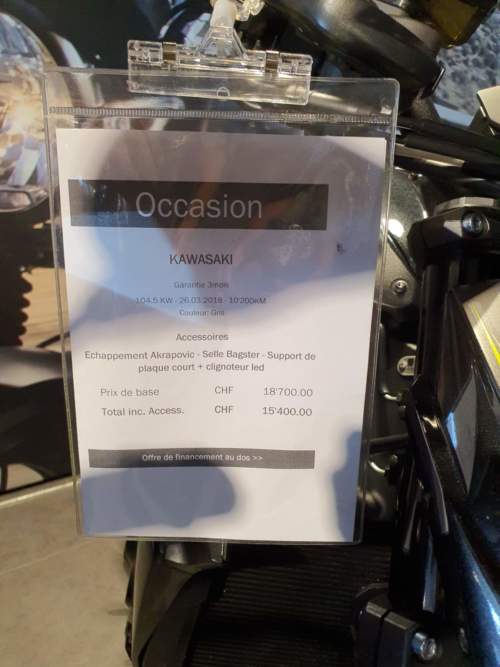 Occasion
KAWASAKI
Garantie 3mois
104.5 KW - 26.03.2018 - 10'200KM
Couleur: Gris
Accessoires
Echappement Akrapovic - Selle Bagster - Support de
plaque court + clignoteur led
Prix de base CHF 18'700.00
Total inc. Access. CHF 15'400.00
Offre de financement au dos >>